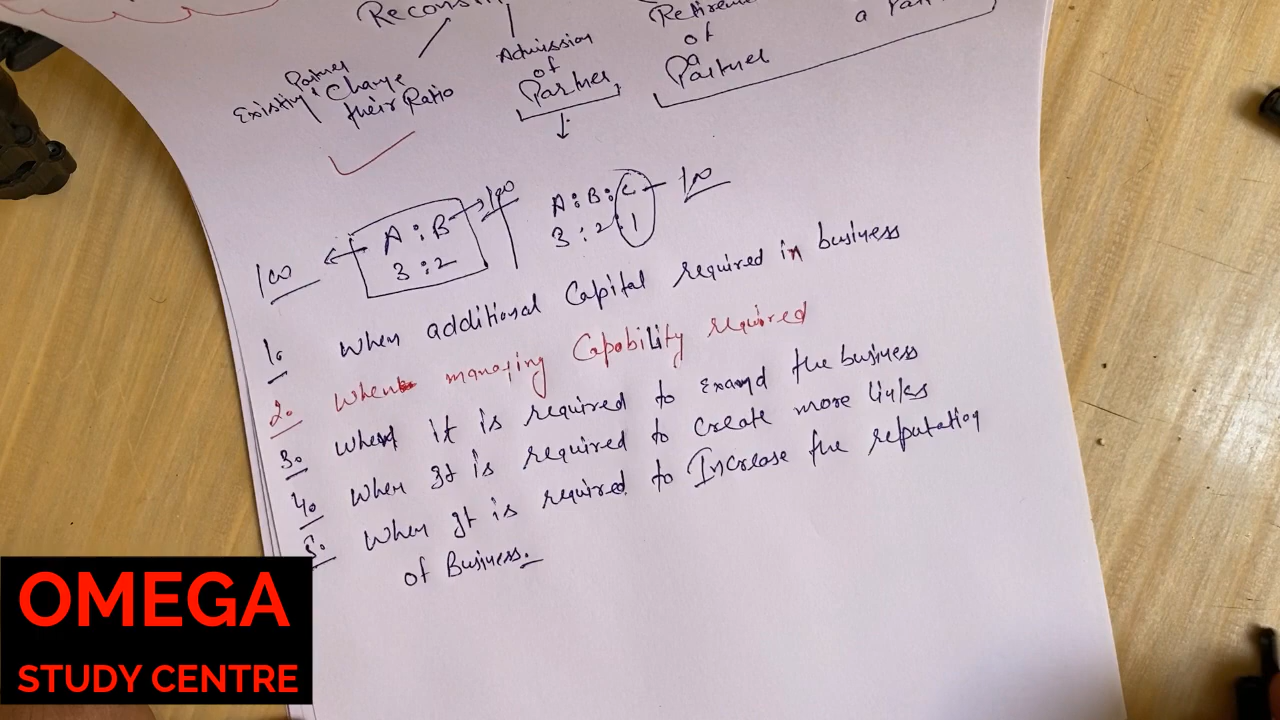 Reconsti
Partner
Existing Change
their Ratio
Admission
of
Partner
Retireme
of
a
Partner
a Part
100 A : B 100
3 : 2
A : B : C 100
3 : 2 1
1. When additional Capital required in business
2. When managing Capability required
3. When it is required to Exand the business
4. When It is required to Create more links
5. When It is required to Increase the reputation
of Business.
OMEGA
STUDY CENTRE